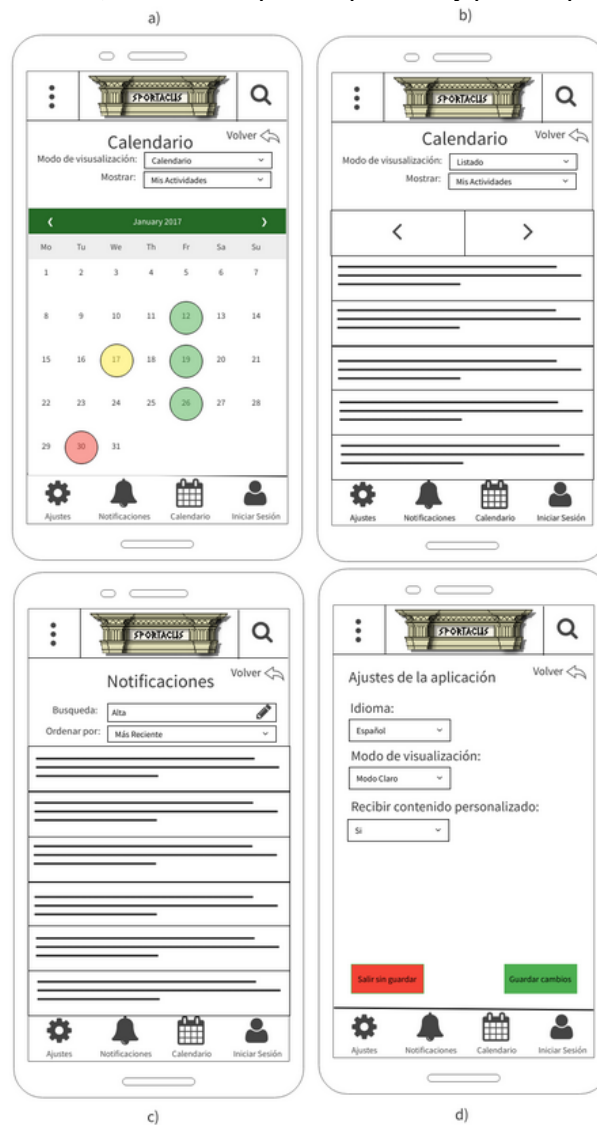 a)
b)
SPORTACUS
Calendario
Volver
Modo de visusalización:
Calendario
Mostrar:
Mis Actividades
January 2017
Mo Tu We Th Fr Sa Su
1 2 3 4 5 6 7
8 9 10 11 12 13 14
15 16 17 18 19 20 21
22 23 24 25 26 27 28
29 30 31
Ajustes Notificaciones Calendario Iniciar Sesión
SPORTACUS
Calendario
Volver
Modo de visusalización:
Listado
Mostrar:
Mis Actividades
Ajustes Notificaciones Calendario Iniciar Sesión
SPORTACUS
Notificaciones
Volver
Busqueda:
Alta
Ordenar por:
Más Reciente
Ajustes Notificaciones Calendario Iniciar Sesión
SPORTACUS
Ajustes de la aplicación
Volver
Idioma:
Español
Modo de visualización:
Modo Claro
Recibir contenido personalizado:
Si
Salir sin guardar
Guardar cambios
Ajustes Notificaciones Calendario Iniciar Sesión
c)
d)